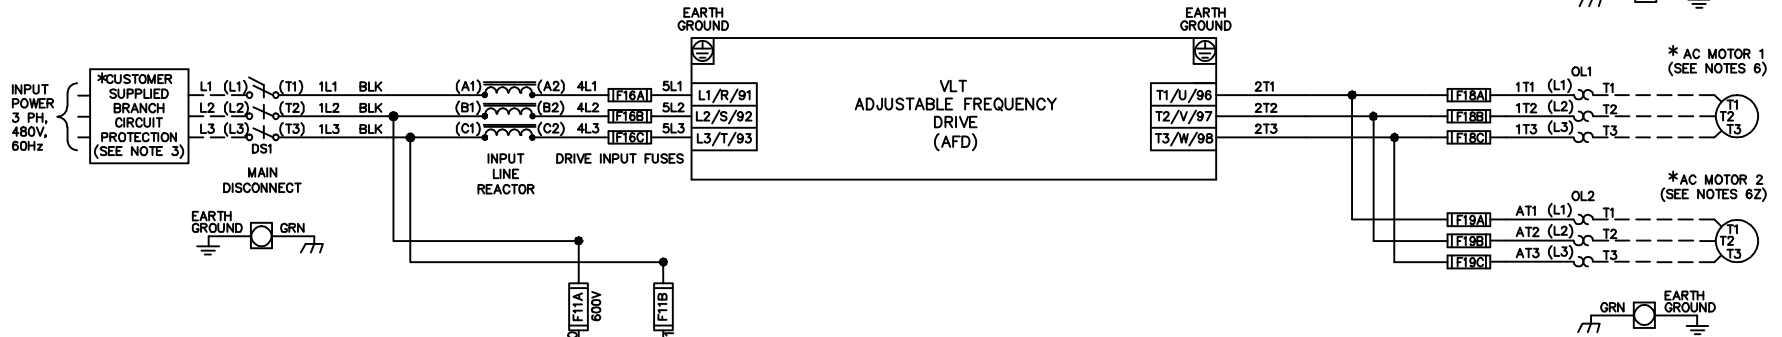 EARTH
GROUND
EARTH
GROUND
INPUT
POWER
3 PH,
480V,
60Hz
*CUSTOMER
SUPPLIED
BRANCH
CIRCUIT
PROTECTION
(SEE NOTE 3)
L1 (L1) (T1) 1L1 BLK (A1) (A2) 4L1 F16A 5L1 L1/R/91
L2 (L2) (T2) 1L2 BLK (B1) (B2) 4L2 F16B 5L2 L2/S/92
L3 (L3) (T3) 1L3 BLK (C1) (C2) 4L3 F16C 5L3 L3/T/93
DS1
MAIN
DISCONNECT
INPUT
LINE
REACTOR
DRIVE INPUT FUSES
VLT
ADJUSTABLE FREQUENCY
DRIVE
(AFD)
T1/U/96 2T1 F18A 1T1 (L1) T1
T2/V/97 2T2 F18B 1T2 (L2) T2
T3/W/98 2T3 F18C 1T3 (L3) T3
OL1
* AC MOTOR 1
(SEE NOTES 6)
T1
T2
T3
* AC MOTOR 2
(SEE NOTES 6Z)
OL2
F19A AT1 (L1) T1
F19B AT2 (L2) T2
F19C AT3 (L3) T3
T1
T2
T3
EARTH
GROUND
GRN
F11A
600V
F11B
GRN
EARTH
GROUND